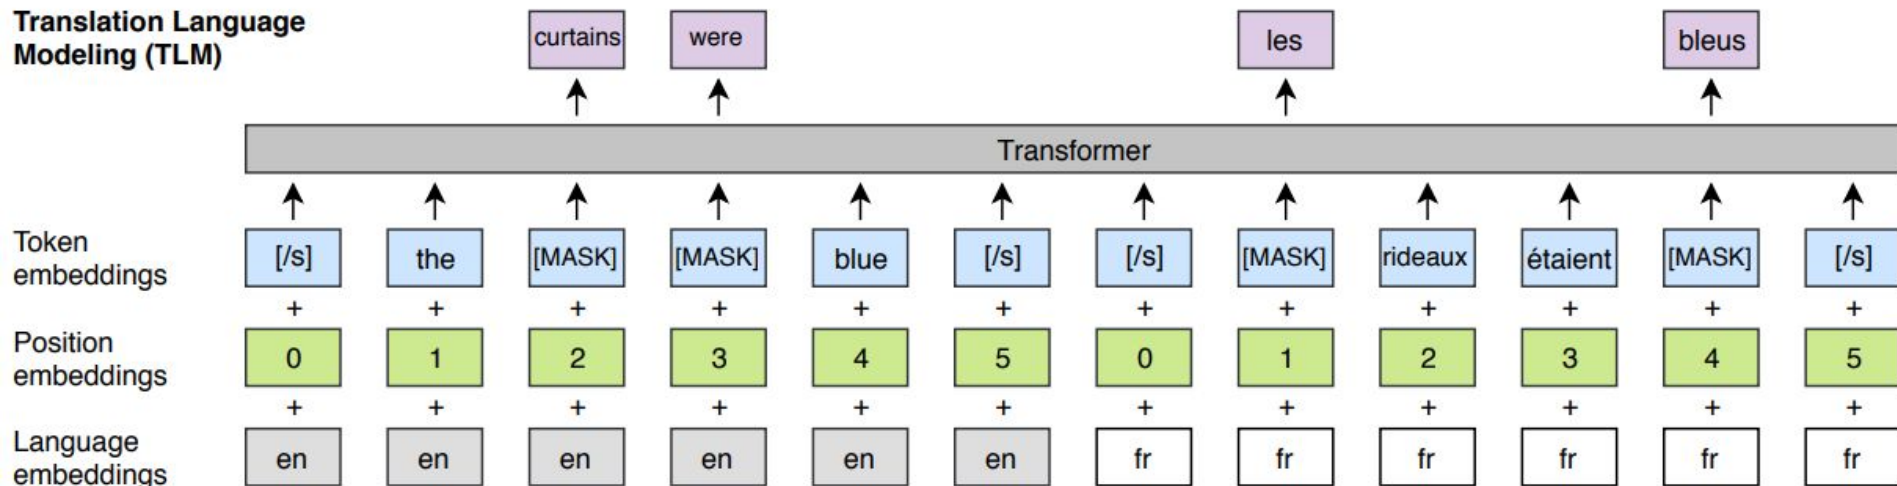 Translation Language
Modeling (TLM)
curtains were les bleus
Transformer
Token
embeddings
[/s] the [MASK] [MASK] blue [/s] [/s] [MASK] rideaux étaient [MASK] [/s]
+ + + + + + + + + + + +
Position
embeddings
0 1 2 3 4 5 0 1 2 3 4 5
+ + + + + + + + + + + +
Language
embeddings
en en en en en en fr fr fr fr fr fr